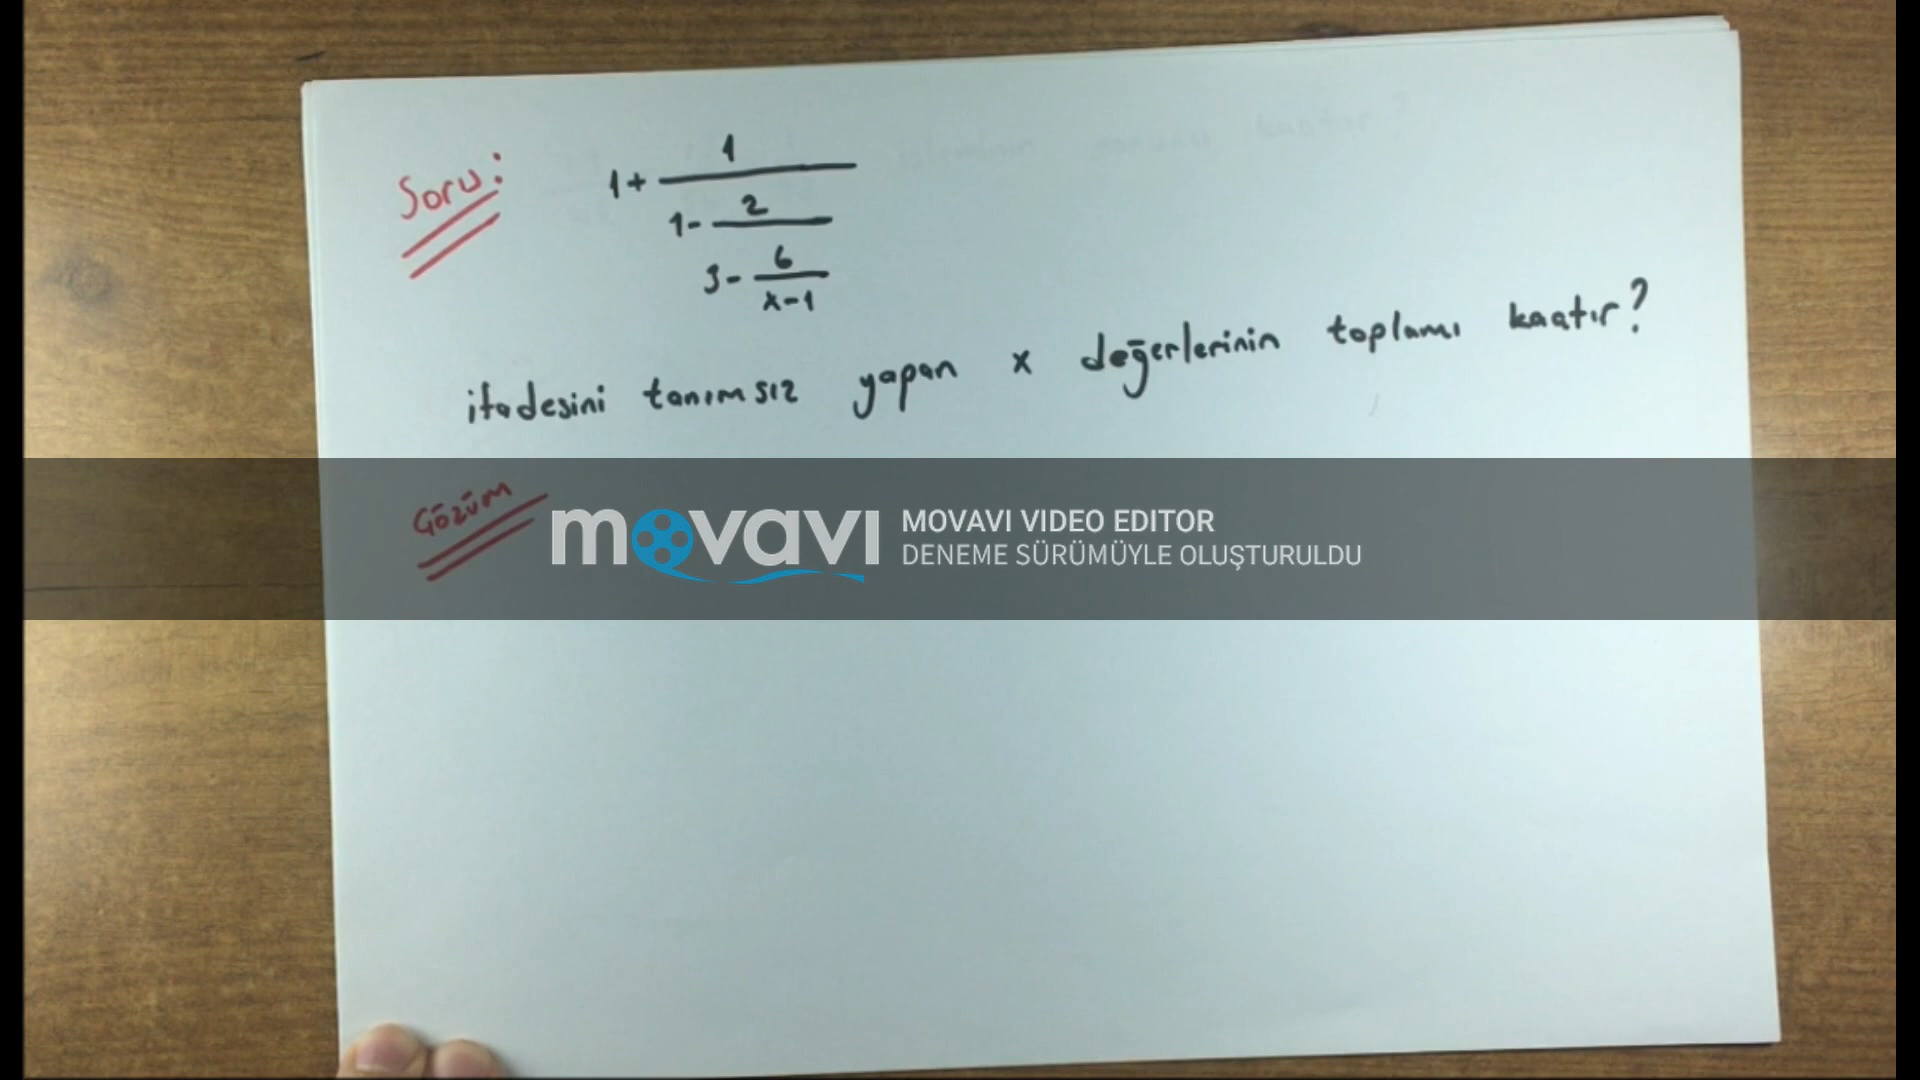 Soru:
1 + 1
1 - 2
3 - 6
x-1
ifadesini tanımsız yapan x değerlerinin toplamı kaçtır?
Çözüm
movavi
MOVAVI VIDEO EDITOR
DENEME SÜRÜMÜYLE OLUŞTURULDU